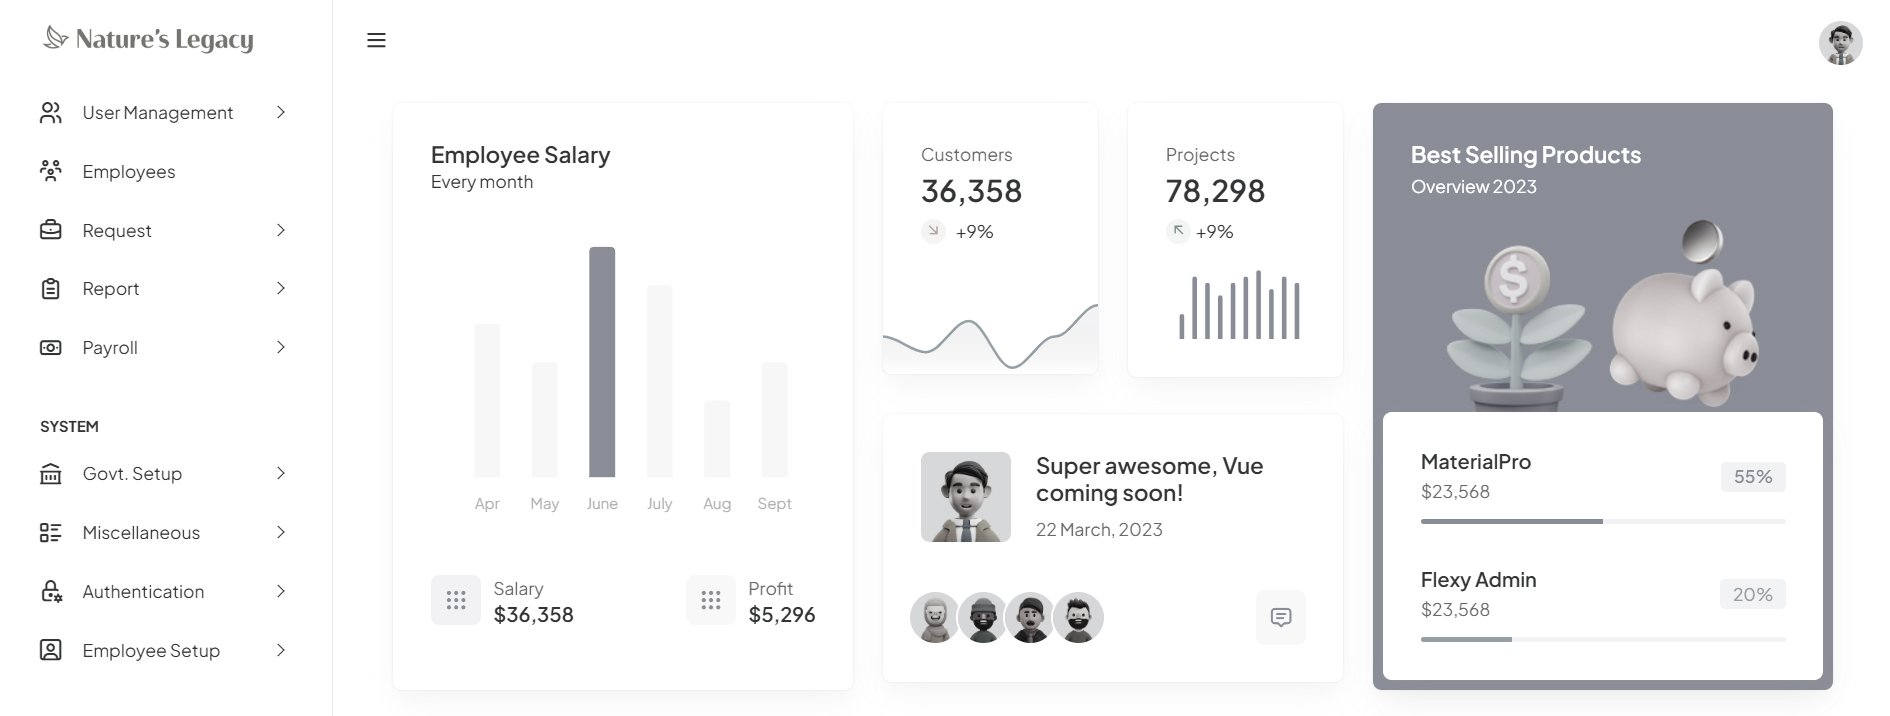 Nature's Legacy
User Management
Employees
Request
Report
Payroll
SYSTEM
Govt. Setup
Miscellaneous
Authentication
Employee Setup
Employee Salary
Every month
Apr May June July Aug Sept
Salary
$36,358
Profit
$5,296
Customers
36,358
+9%
Projects
78,298
+9%
Super awesome, Vue
coming soon!
22 March, 2023
Best Selling Products
Overview 2023
$
MaterialPro
$23,568
55%
Flexy Admin
$23,568
20%